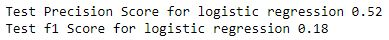 Test Precision Score for logistic regression 0.52
Test f1 Score for logistic regression 0.18